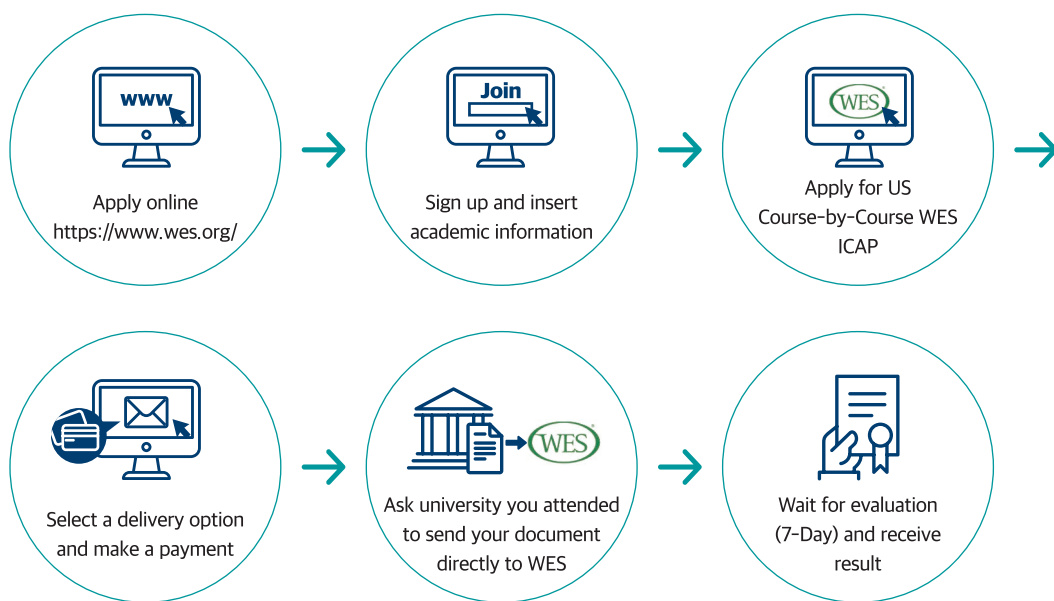 www
Apply online
https://www.wes.org/
Join
Sign up and insert
academic information
WES
Apply for US
Course-by-Course WES
ICAP
Select a delivery option
and make a payment
WES
Ask university you attended
to send your document
directly to WES
Wait for evaluation
(7-Day) and receive
result